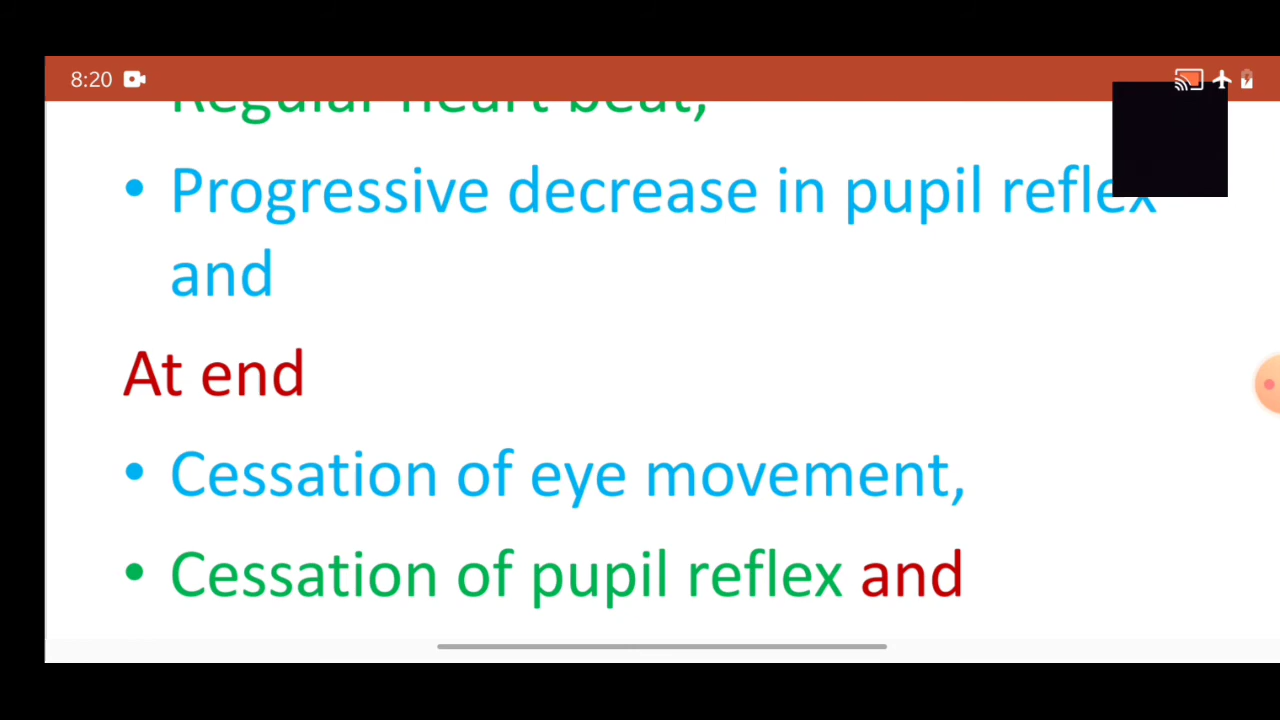 8:20
Regular heart beat,
• Progressive decrease in pupil reflex
and
At end
• Cessation of eye movement,
• Cessation of pupil reflex and